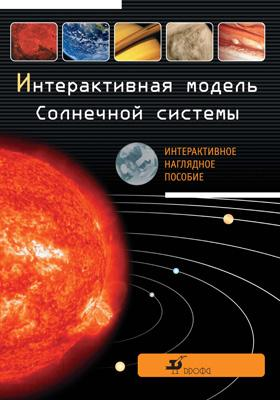 Интерактивная модель
Солнечной системы
ИНТЕРАКТИВНОЕ
НАГЛЯДНОЕ
ПОСОБИЕ
дрофа